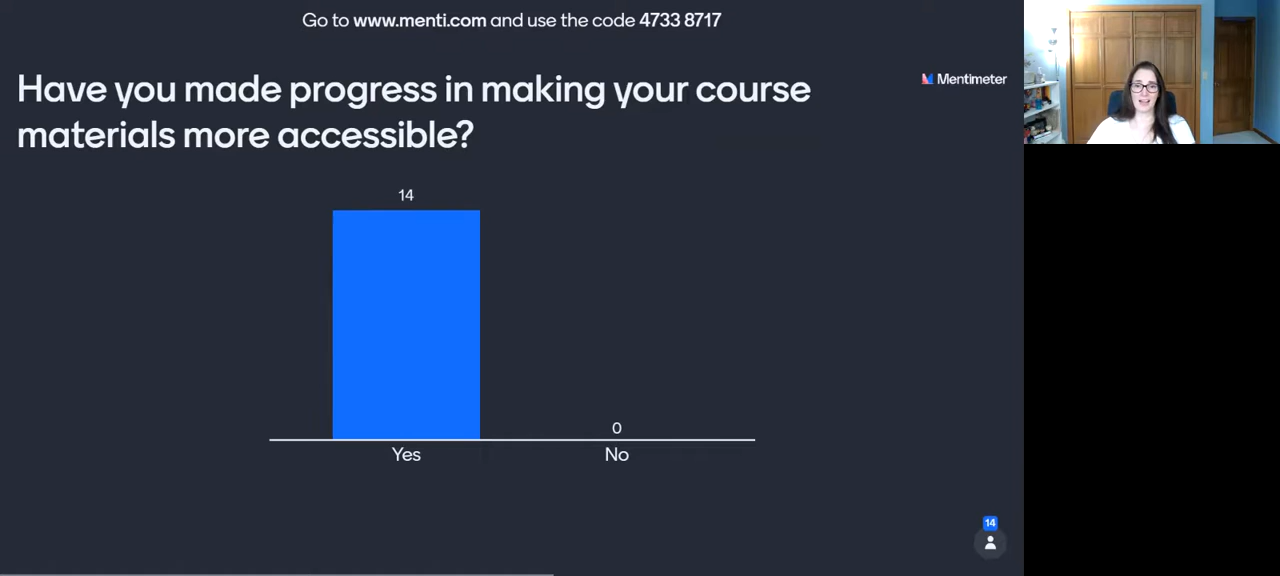 Go to www.menti.com and use the code 4733 8717
Have you made progress in making your course
materials more accessible?
Mentimeter
14
0
Yes
No
14